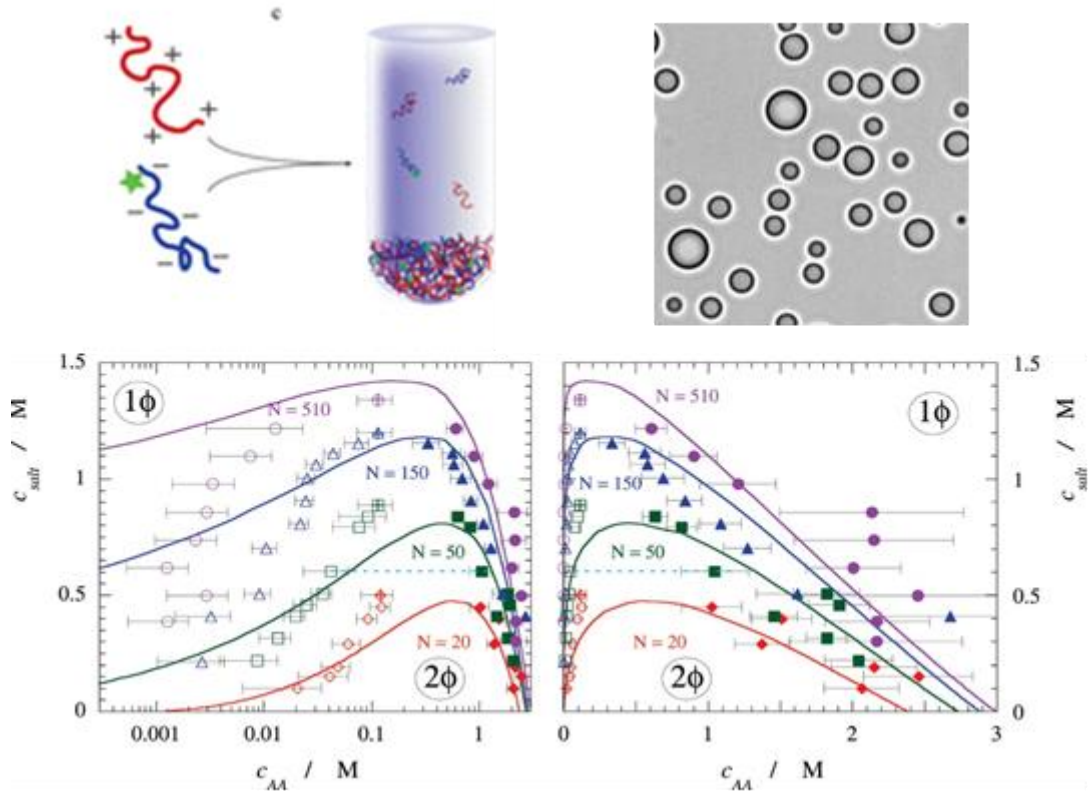 c
+ + + + +
− − − − −
1.5
1
0.5
0
c_salt / M
1ϕ
N = 510
N = 150
N = 50
N = 20
2ϕ
0.001 0.01 0.1 1
c_AA / M
1ϕ
N = 510
N = 150
N = 50
N = 20
2ϕ
0 1 2 3
c_AA / M
1.5
1
0.5
0
c_salt / M